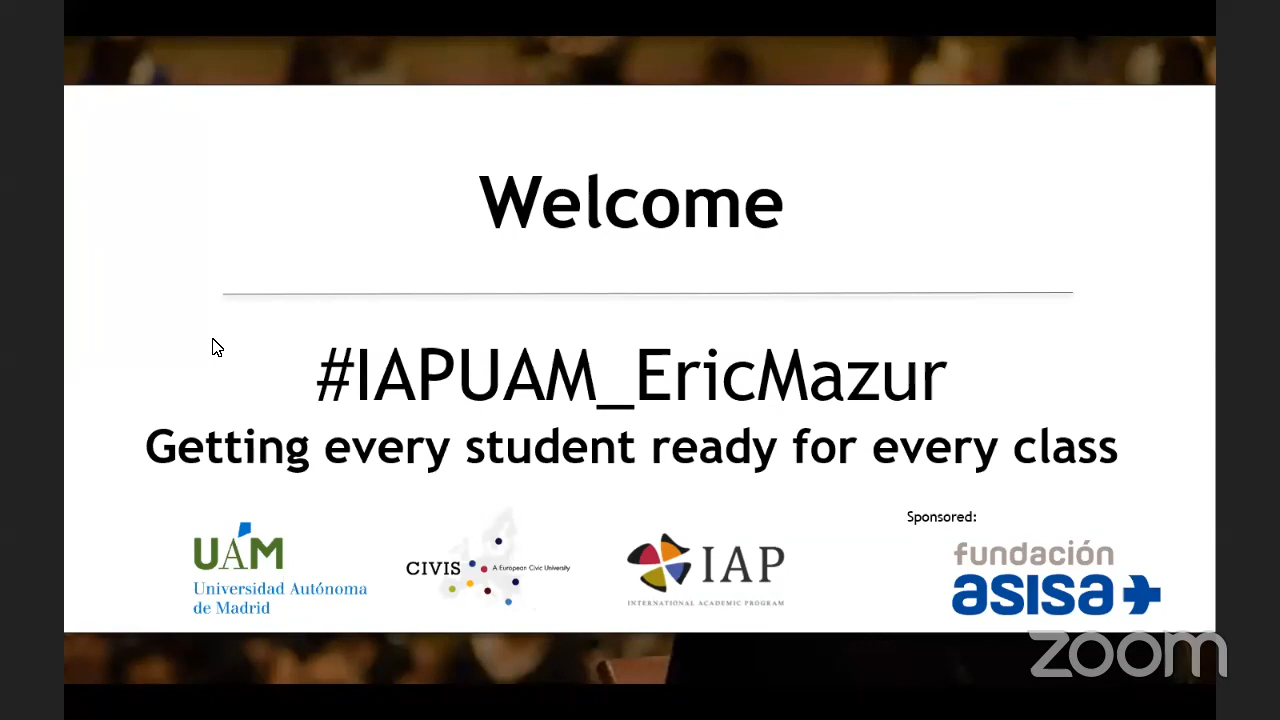 Welcome
#IAPUAM_EricMazur
Getting every student ready for every class
Sponsored:
UAM
Universidad Autónoma
de Madrid
CIVIS
A European Civic University
IAP
INTERNATIONAL ACADEMIC PROGRAM
fundación
asisa
zoom